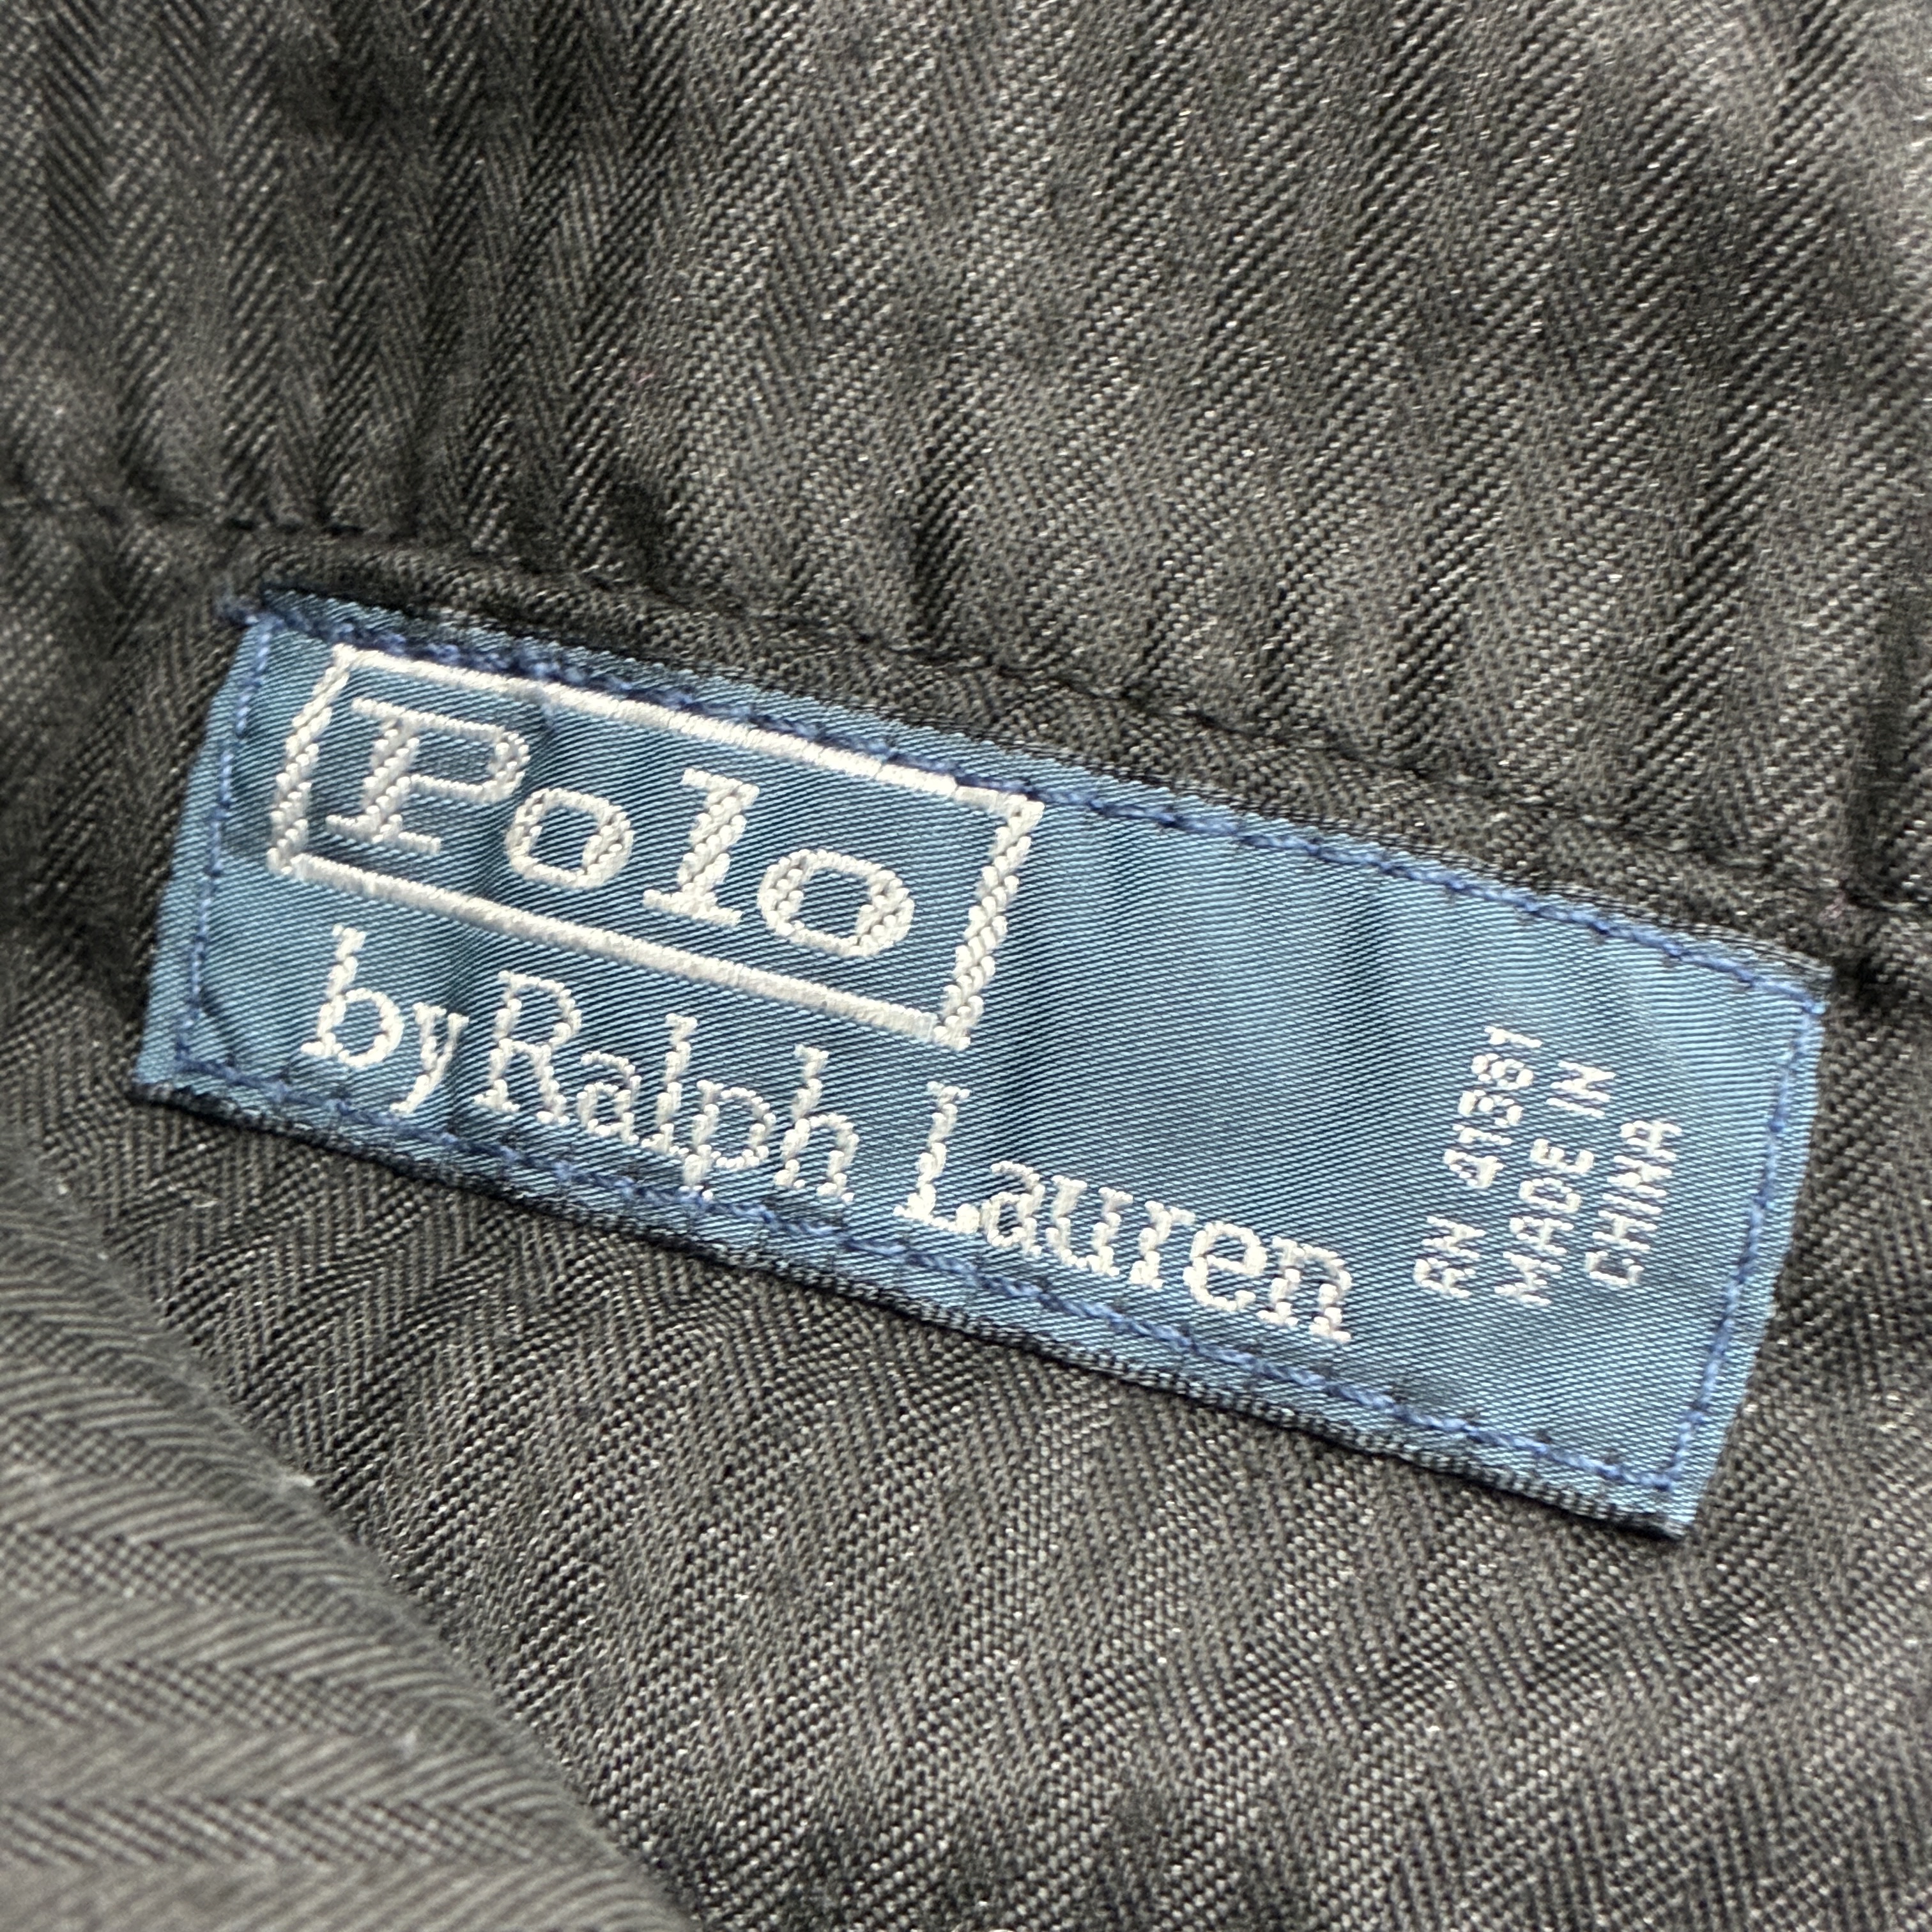 Polo
by Ralph Lauren
RN 41381
MADE IN
CHINA